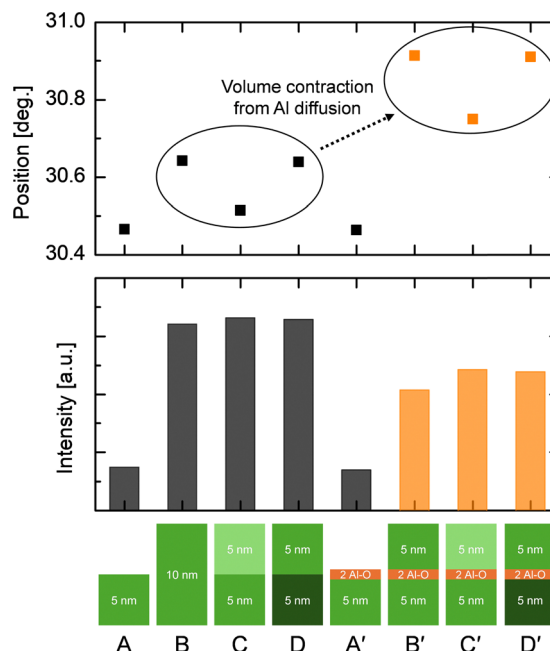 31.0
30.8
30.6
30.4
Position [deg.]
Volume contraction
from Al diffusion
Intensity [a.u.]
5 nm
10 nm
5 nm
5 nm
5 nm
5 nm
2 Al-O
5 nm
5 nm
2 Al-O
5 nm
5 nm
2 Al-O
5 nm
5 nm
2 Al-O
5 nm
A B C D A′ B′ C′ D′